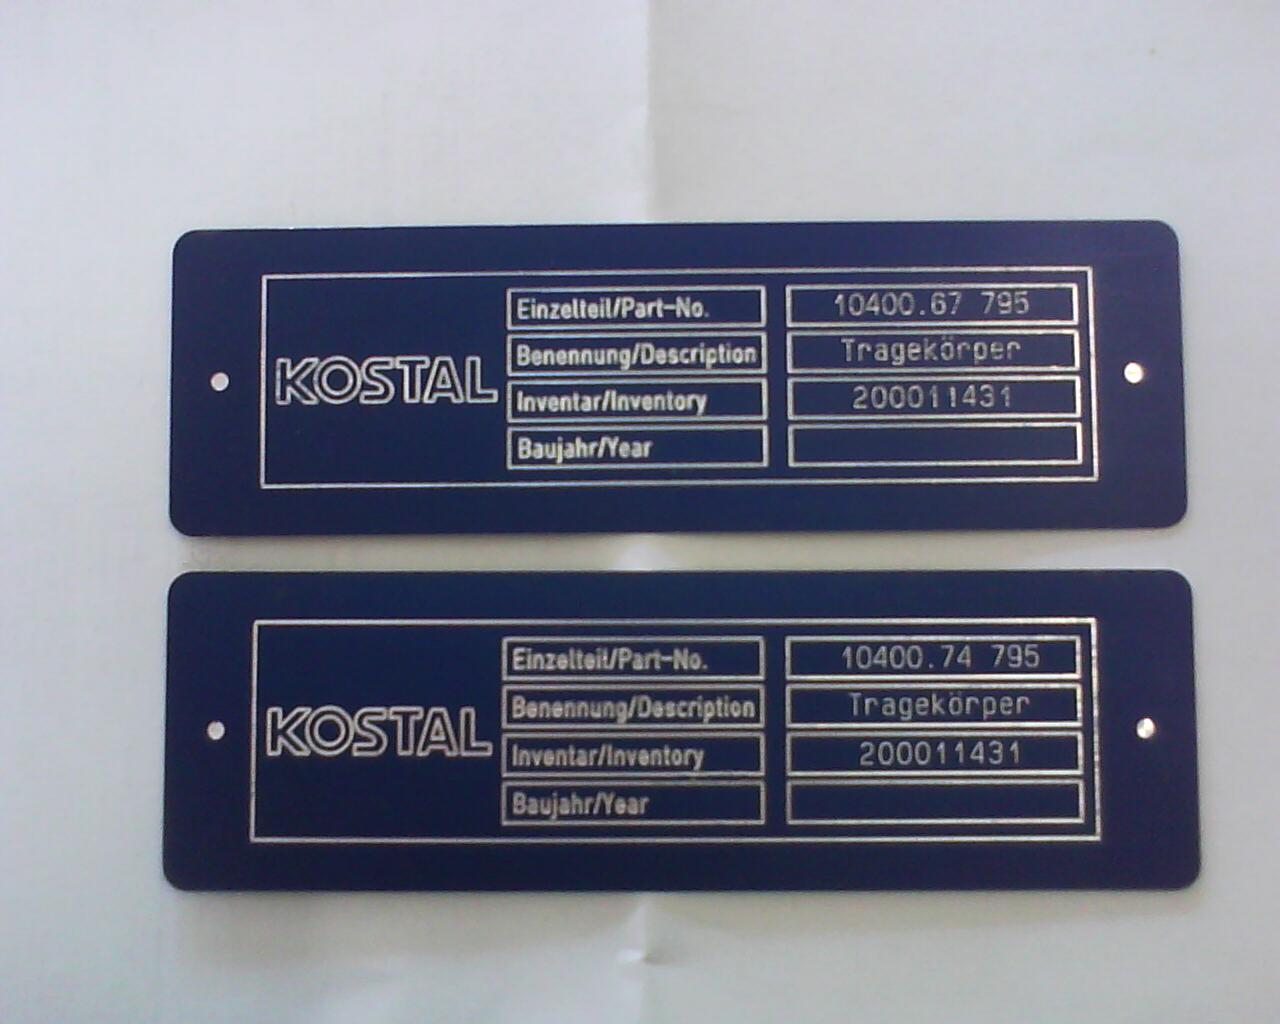 KOSTAL
Einzelteil/Part-No. 10400.67 795
Benennung/Description Tragekörper
Inventar/Inventory 200011431
Baujahr/Year
KOSTAL
Einzelteil/Part-No. 10400.74 795
Benennung/Description Tragekörper
Inventar/Inventory 200011431
Baujahr/Year